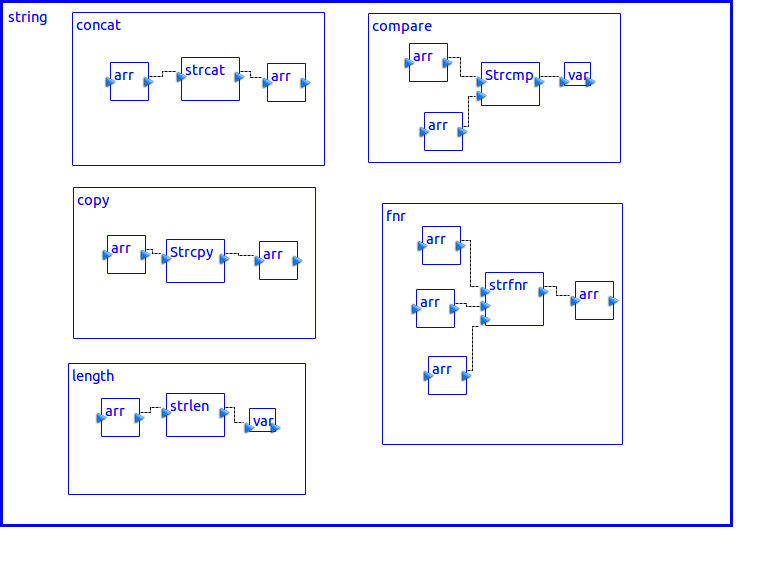 string
concat
arr
strcat
arr
compare
arr
Strcmp
var
arr
copy
arr
Strcpy
arr
fnr
arr
arr
strfnr
arr
arr
length
arr
strlen
var